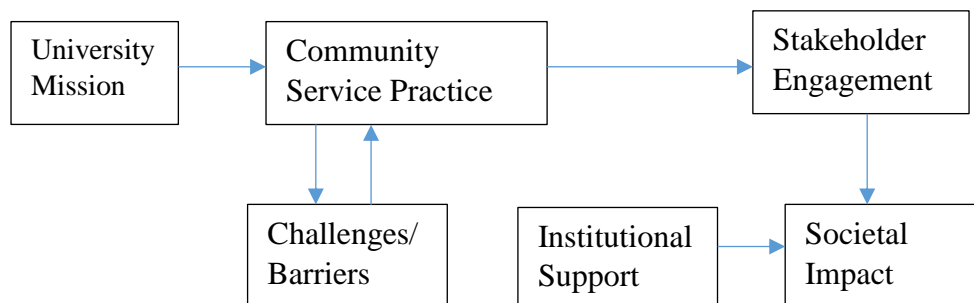 University
Mission
Community
Service Practice
Stakeholder
Engagement
Challenges/
Barriers
Institutional
Support
Societal
Impact